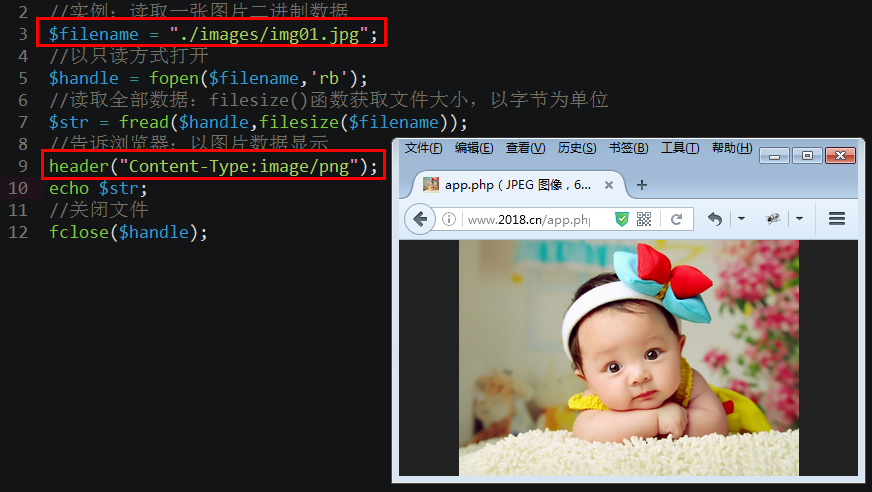 2 //实例：读取一张图片二进制数据
3 $filename = "./images/img01.jpg";
4 //以只读方式打开
5 $handle = fopen($filename,'rb');
6 //读取全部数据：filesize()函数获取文件大小，以字节为单位
7 $str = fread($handle,filesize($filename));
8 //告诉浏览器：以图片数据显示
9 header("Content-Type:image/png");
10 echo $str;
11 //关闭文件
12 fclose($handle);
文件(F) 编辑(E) 查看(V) 历史(S) 书签(B) 工具(T) 帮助(H)
app.php ( JPEG 图像，6...
www.2018.cn/app.php